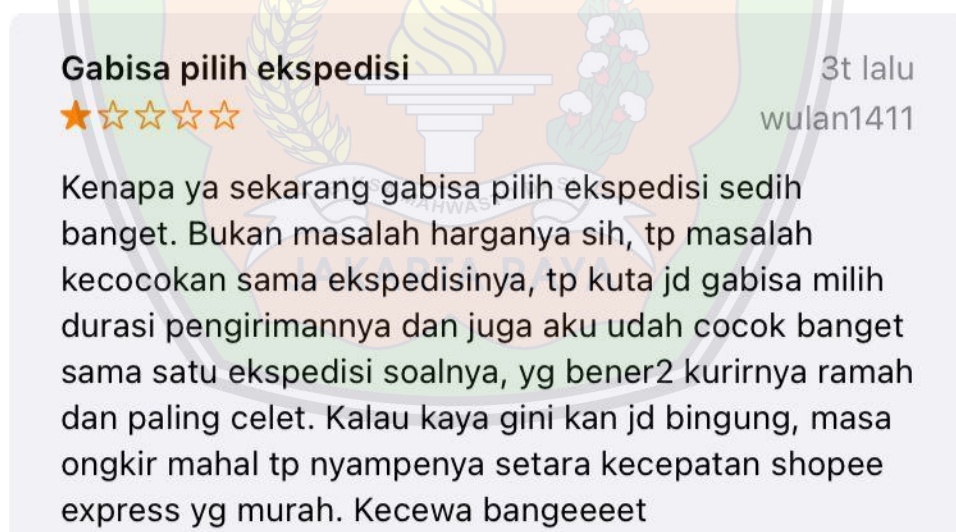 Gabisa pilih ekspedisi
3t lalu
wulan1411
Kenapa ya sekarang gabisa pilih ekspedisi sedih
banget. Bukan masalah harganya sih, tp masalah
kecocokan sama ekspedisinya, tp kuta jd gabisa milih
durasi pengirimannya dan juga aku udah cocok banget
sama satu ekspedisi soalnya, yg bener2 kurirnya ramah
dan paling celet. Kalau kaya gini kan jd bingung, masa
ongkir mahal tp nyampenya setara kecepatan shopee
express yg murah. Kecewa bangeeeet
JAKARTA RAYA